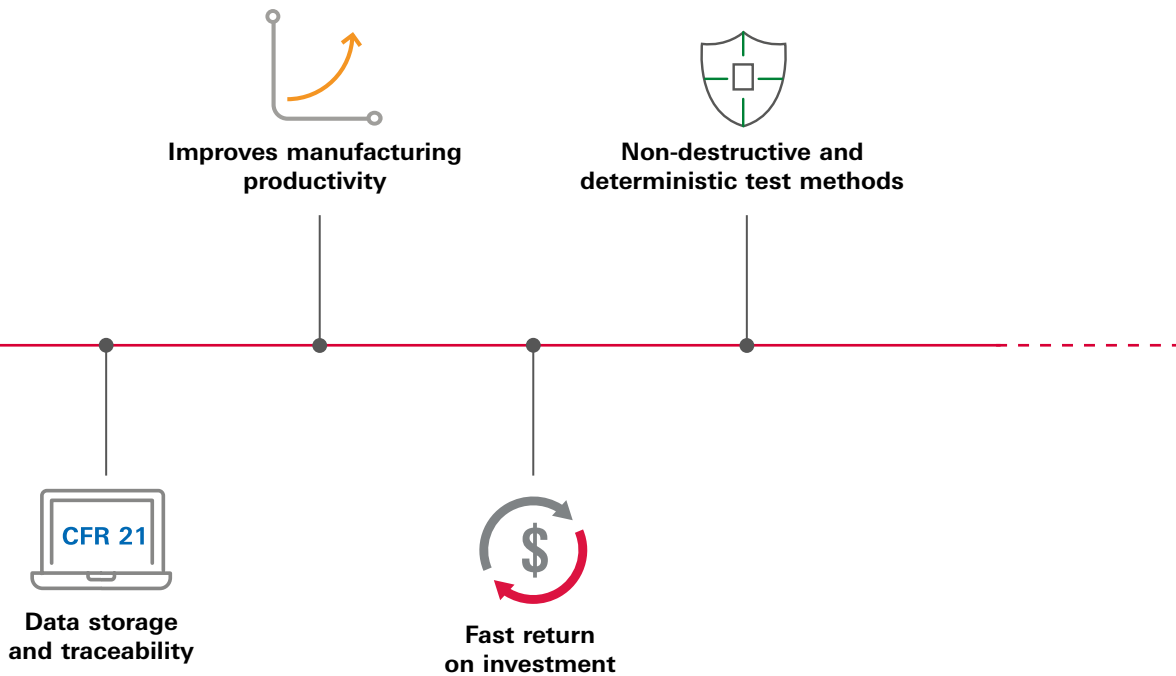 Improves manufacturing
productivity
Non-destructive and
deterministic test methods
CFR 21
Data storage
and traceability
$
Fast return
on investment